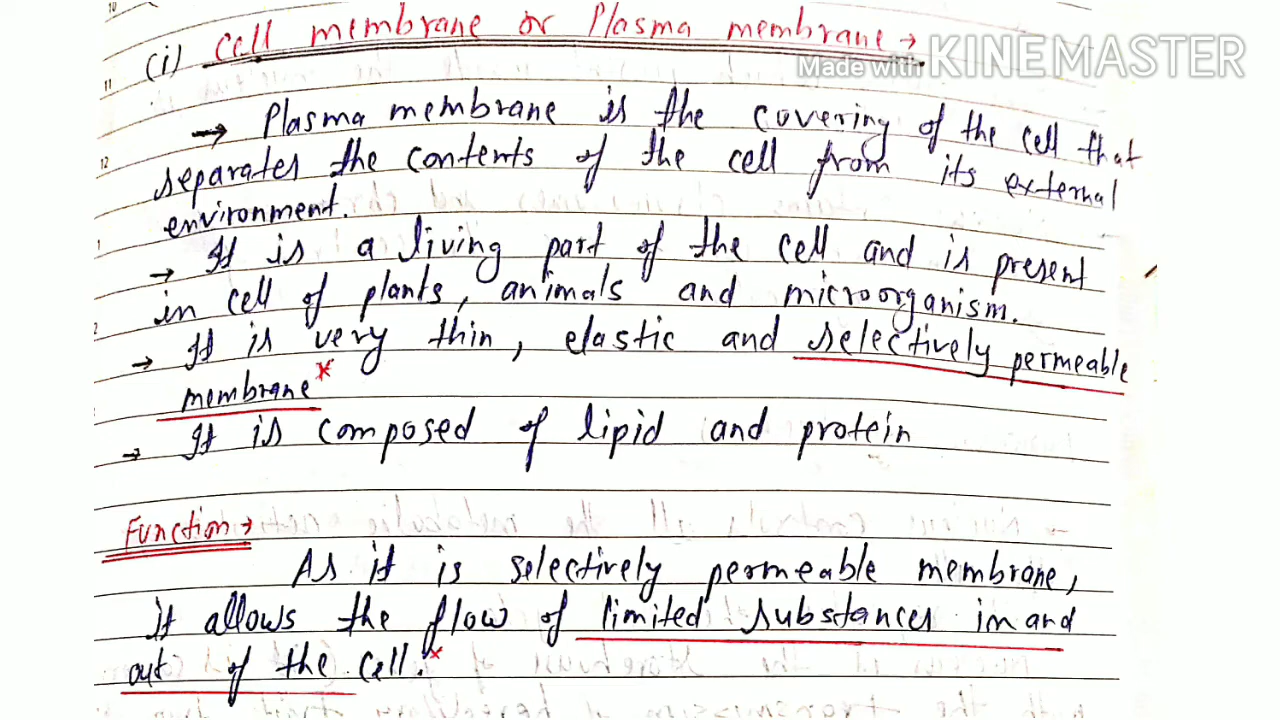 (i) Cell membrane or Plasma membrane →
Made with KINEMASTER
→ Plasma membrane is the covering of the cell that
separates the contents of the cell from its external
environment.
→ It is a living part of the cell and is present
in cell of plants, animals and microorganism.
→ It is very thin, elastic and selectively permeable
membrane*
→ It is composed of lipid and protein
Function →
As it is selectively permeable membrane,
it allows the flow of limited substances in and
out of the cell.*